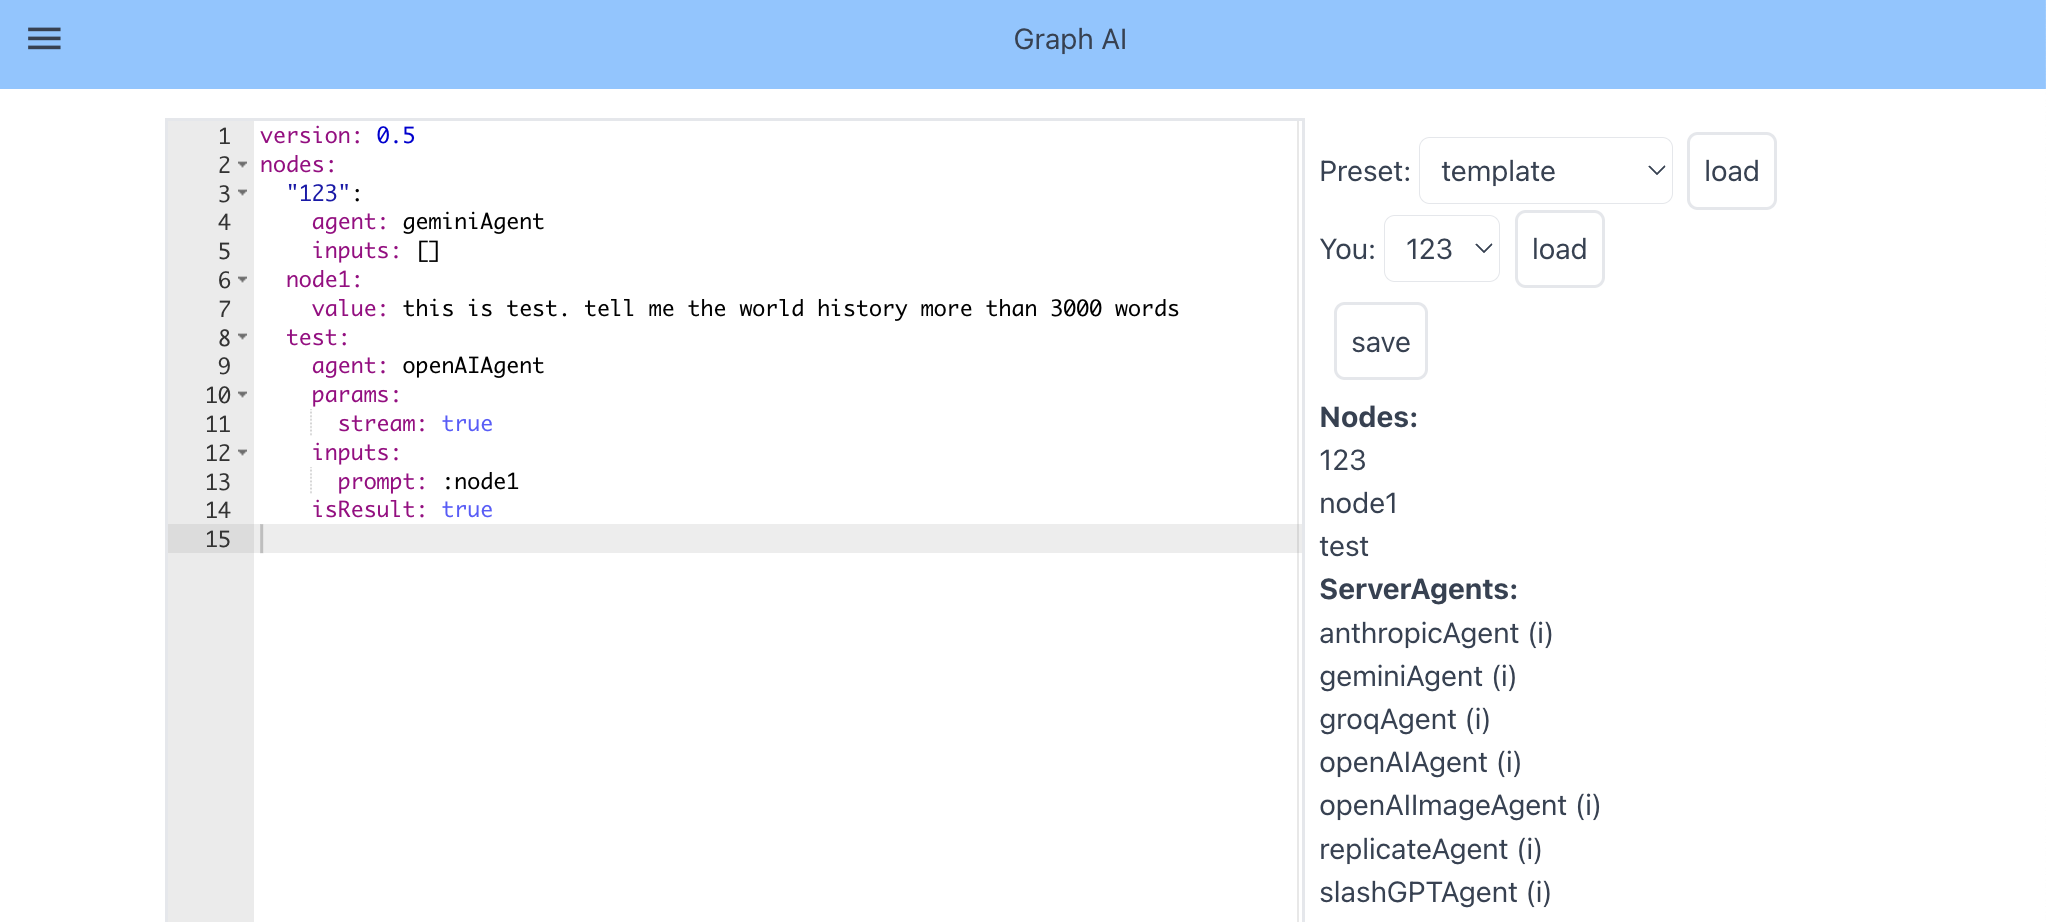 Graph AI
1 version: 0.5
2 nodes:
3   "123":
4     agent: geminiAgent
5     inputs: []
6   node1:
7     value: this is test. tell me the world history more than 3000 words
8   test:
9     agent: openAIAgent
10     params:
11       stream: true
12     inputs:
13       prompt: :node1
14     isResult: true
15
Preset: template load
You: 123 load
save
Nodes:
123
node1
test
ServerAgents:
anthropicAgent (i)
geminiAgent (i)
groqAgent (i)
openAIAgent (i)
openAIImageAgent (i)
replicateAgent (i)
slashGPTAgent (i)